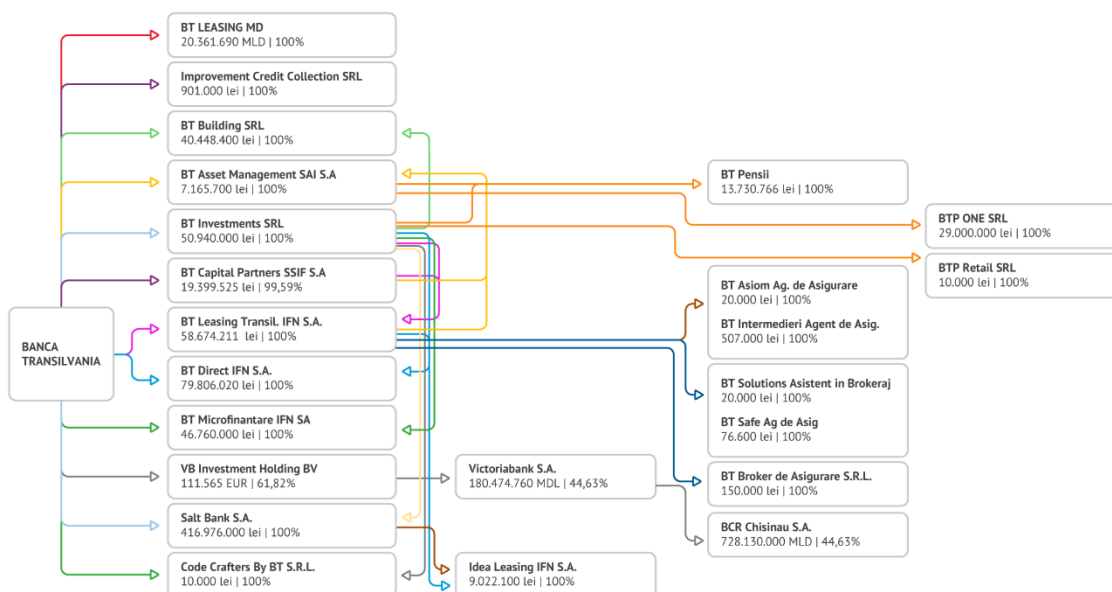 BT LEASING MD
20.361.690 MLD | 100%
Improvement Credit Collection SRL
901.000 lei | 100%
BT Building SRL
40.448.400 lei | 100%
BT Asset Management SAI S.A
7.165.700 lei | 100%
BT Investments SRL
50.940.000 lei | 100%
BT Capital Partners SSIF S.A
19.399.525 lei | 99,59%
BT Leasing Transil. IFN S.A.
58.674.211 lei | 100%
BANCA
TRANSILVANIA
BT Direct IFN S.A.
79.806.020 lei | 100%
BT Microfinantare IFN SA
46.760.000 lei | 100%
VB Investment Holding BV
111.565 EUR | 61,82%
Salt Bank S.A.
416.976.000 lei | 100%
Code Crafters By BT S.R.L.
10.000 lei | 100%
Victoriabank S.A.
180.474.760 MDL | 44,63%
Idea Leasing IFN S.A.
9.022.100 lei | 100%
BT Pensii
13.730.766 lei | 100%
BTP ONE SRL
29.000.000 lei | 100%
BTP Retail SRL
10.000 lei | 100%
BT Asiom Ag. de Asigurare
20.000 lei | 100%
BT Intermedieri Agent de Asig.
507.000 lei | 100%
BT Solutions Asistent in Brokeraj
20.000 lei | 100%
BT Safe Ag de Asig
76.600 lei | 100%
BT Broker de Asigurare S.R.L.
150.000 lei | 100%
BCR Chisinau S.A.
728.130.000 MLD | 44,63%